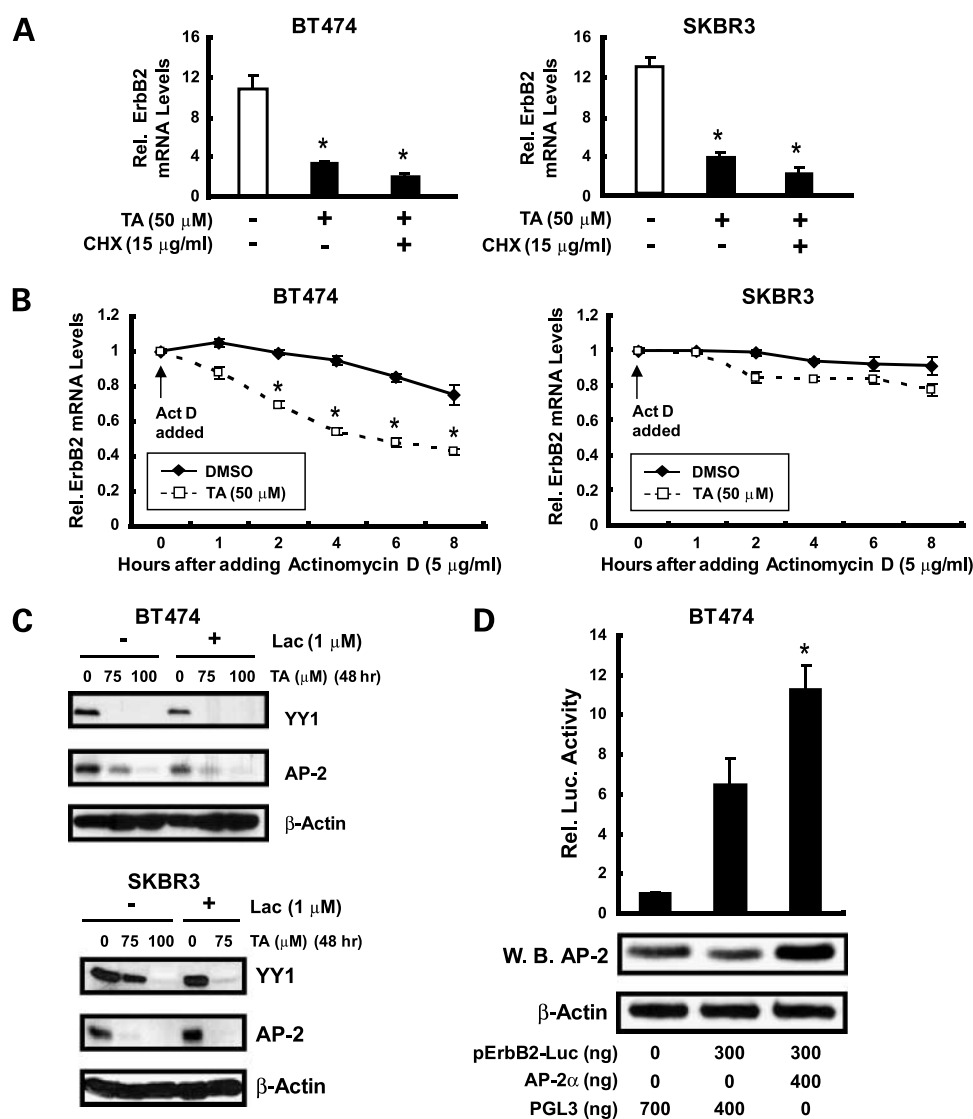 A
BT474
Rel. ErbB2
mRNA Levels
16
12
8
4
0
*
*
TA (50 μM) - + +
CHX (15 μg/ml) - - +
SKBR3
Rel. ErbB2
mRNA Levels
16
12
8
4
0
*
*
TA (50 μM) - + +
CHX (15 μg/ml) - - +
B
BT474
Rel. ErbB2 mRNA Levels
1.2
1
0.8
0.6
0.4
0.2
0
Act D
added
* * * *
DMSO
TA (50 μM)
0 1 2 4 6 8
Hours after adding Actinomycin D (5 μg/ml)
SKBR3
Rel. ErbB2 mRNA Levels
1.2
1
0.8
0.6
0.4
0.2
0
Act D
added
DMSO
TA (50 μM)
0 1 2 4 6 8
Hours after adding Actinomycin D (5 μg/ml)
C
BT474
- + Lac (1 μM)
0 75 100 0 75 100 TA (μM) (48 hr)
YY1
AP-2
β-Actin
SKBR3
- + Lac (1 μM)
0 75 100 0 75 TA (μM) (48 hr)
YY1
AP-2
β-Actin
D
BT474
Rel. Luc. Activity
14
12
10
8
6
4
2
0
*
W. B. AP-2
β-Actin
pErbB2-Luc (ng) 0 300 300
AP-2α (ng) 0 0 400
PGL3 (ng) 700 400 0